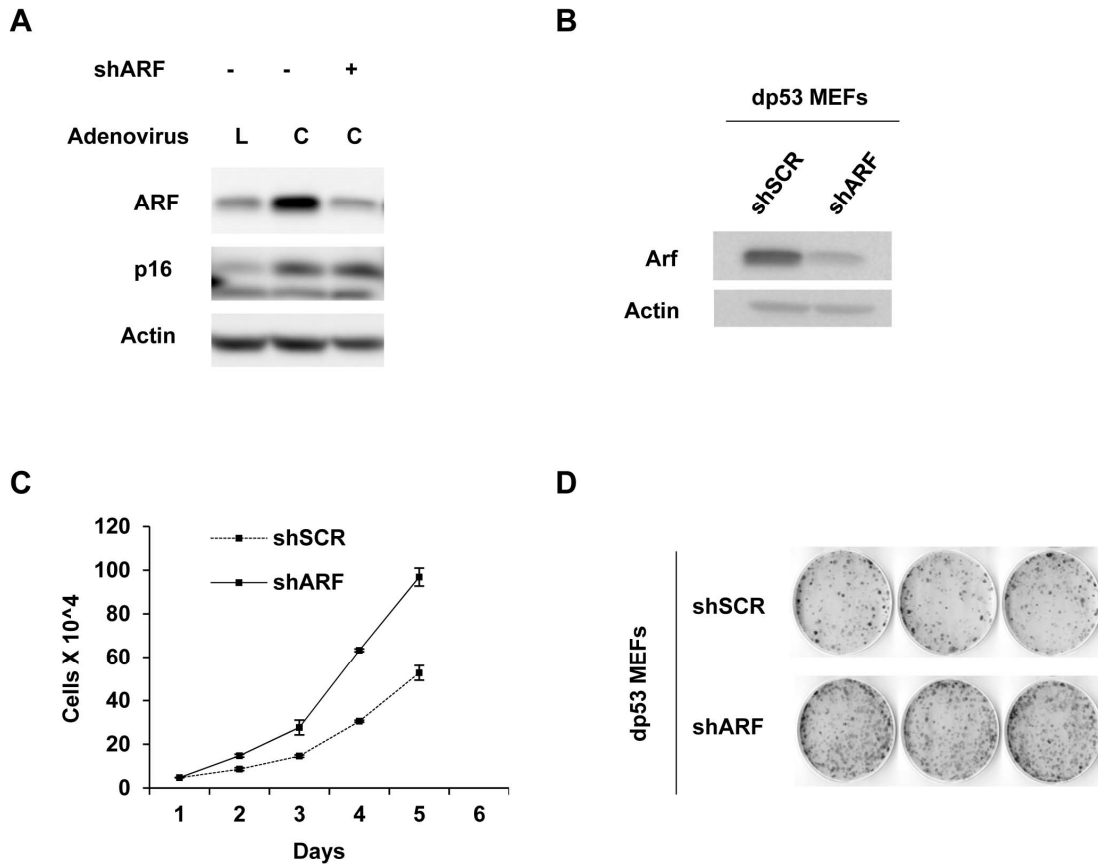 A
shARF - - +
Adenovirus L C C
ARF
p16
Actin
B
dp53 MEFs
shSCR shARF
Arf
Actin
C
120
100
80
60
40
20
0
Cells X 10^4
shSCR
shARF
1 2 3 4 5 6
Days
D
dp53 MEFs
shSCR
shARF